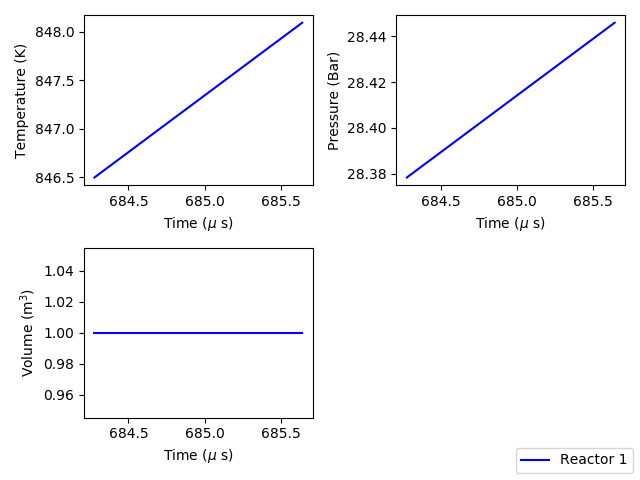 Temperature (K)
848.0
847.5
847.0
846.5
684.5 685.0 685.5
Time (μ s)
Pressure (Bar)
28.44
28.42
28.40
28.38
684.5 685.0 685.5
Time (μ s)
Volume (m³)
1.04
1.02
1.00
0.98
0.96
684.5 685.0 685.5
Time (μ s)
Reactor 1